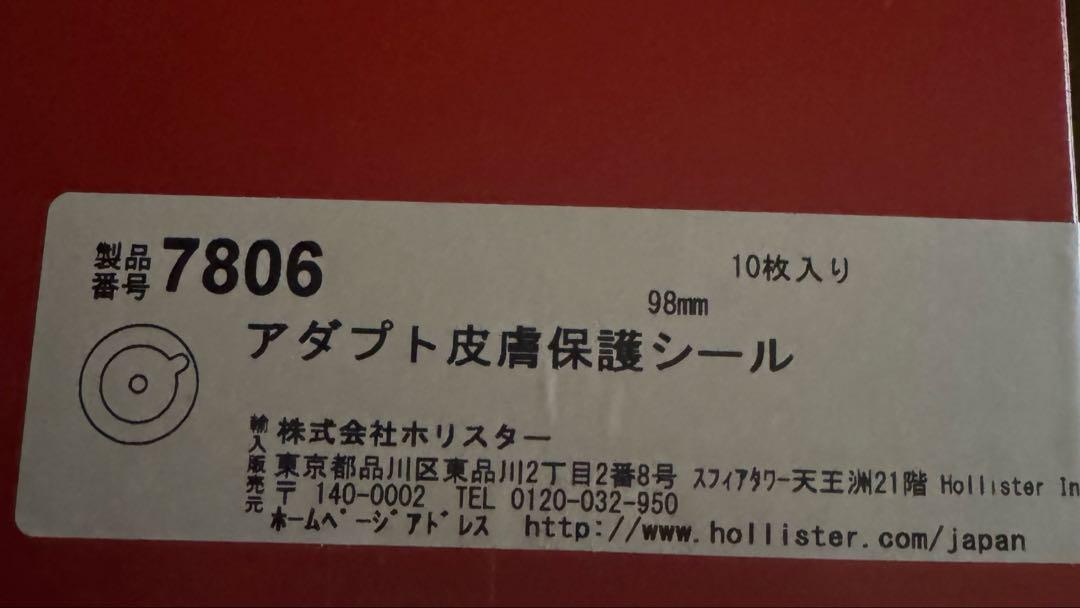 製品番号 7806
10枚入り
98mm
アダプト皮膚保護シール
輸入販売元
株式会社ホリスター
東京都品川区東品川2丁目2番8号 スフィアタワー天王洲21階 Hollister In
〒 140-0002 TEL 0120-032-950
ホームページアドレス http://www.hollister.com/japan